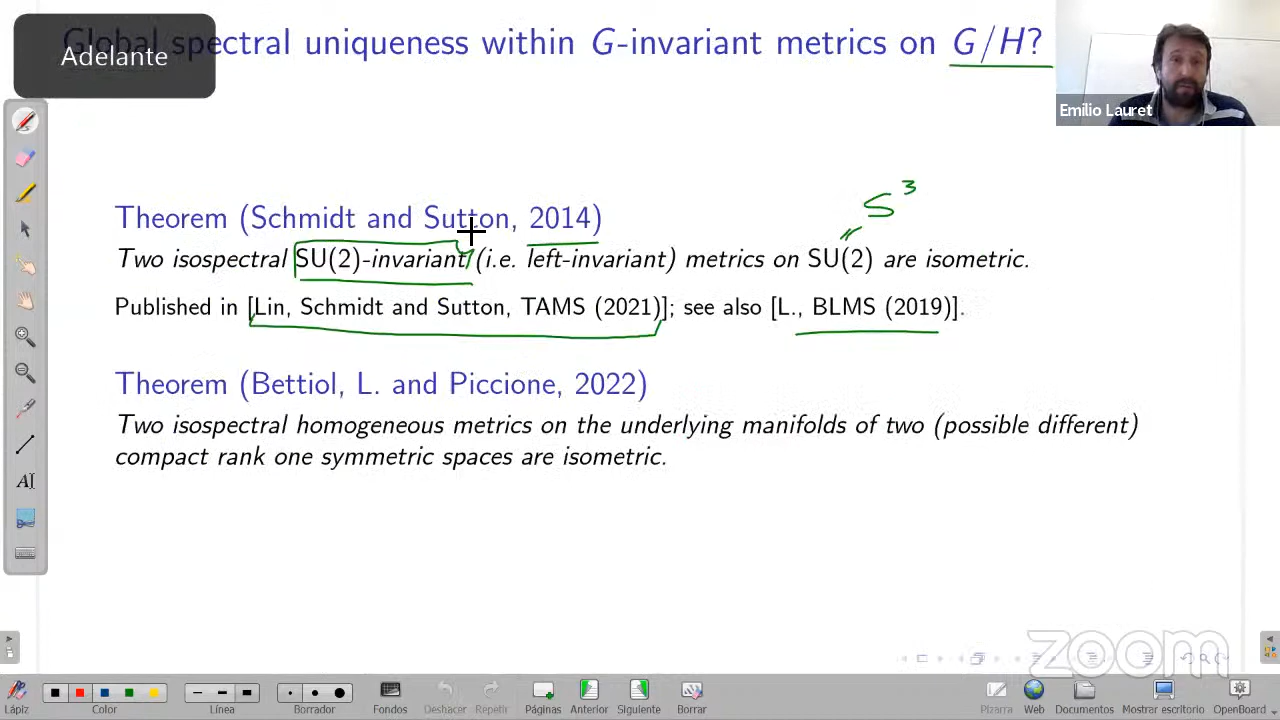 Global spectral uniqueness within G-invariant metrics on G/H?
Adelante
Emilio Lauret
S³
Theorem (Schmidt and Sutton, 2014)
Two isospectral SU(2)-invariant (i.e. left-invariant) metrics on SU(2) are isometric.
Published in [Lin, Schmidt and Sutton, TAMS (2021)]; see also [L., BLMS (2019)].
Theorem (Bettiol, L. and Piccione, 2022)
Two isospectral homogeneous metrics on the underlying manifolds of two (possible different)
compact rank one symmetric spaces are isometric.
AI
zoom
Lápiz Color Línea Borrador Fondos Deshacer Repetir Páginas Anterior Siguiente Borrar Pizarra Web Documentos Mostrar escritorio OpenBoard